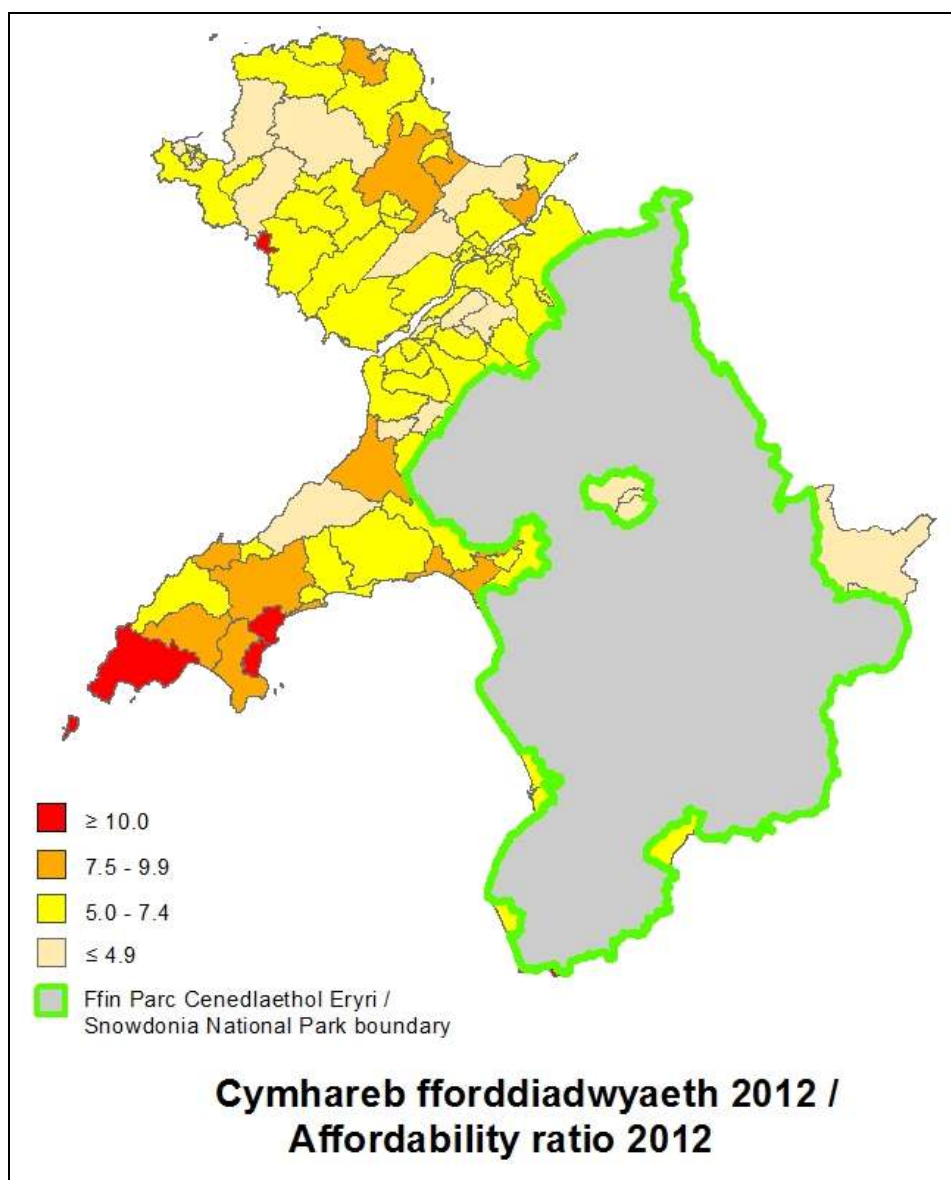 ≥ 10.0
7.5 - 9.9
5.0 - 7.4
≤ 4.9
Ffin Parc Cenedlaethol Eryri /
Snowdonia National Park boundary
Cymhareb fforddiadwyaeth 2012 /
Affordability ratio 2012